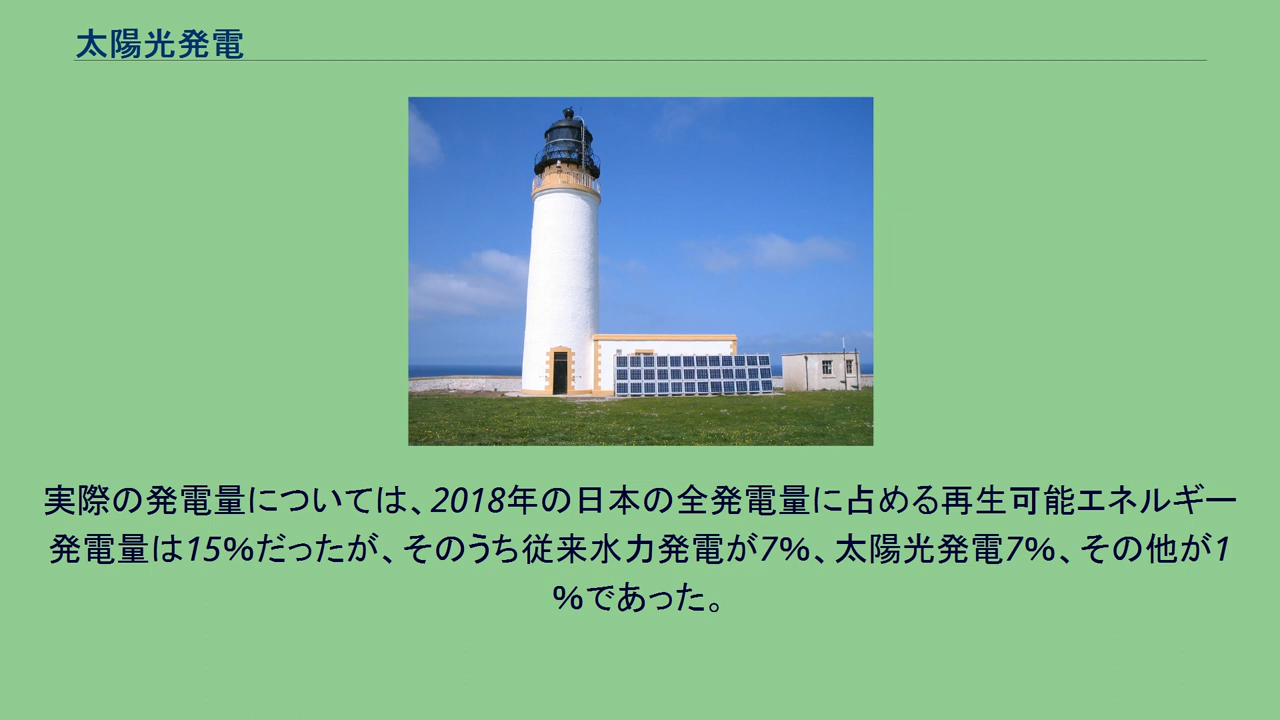 太陽光発電
実際の発電量については、2018年の日本の全発電量に占める再生可能エネルギー
発電量は15%だったが、そのうち従来水力発電が7%、太陽光発電7%、その他が1
%であった。